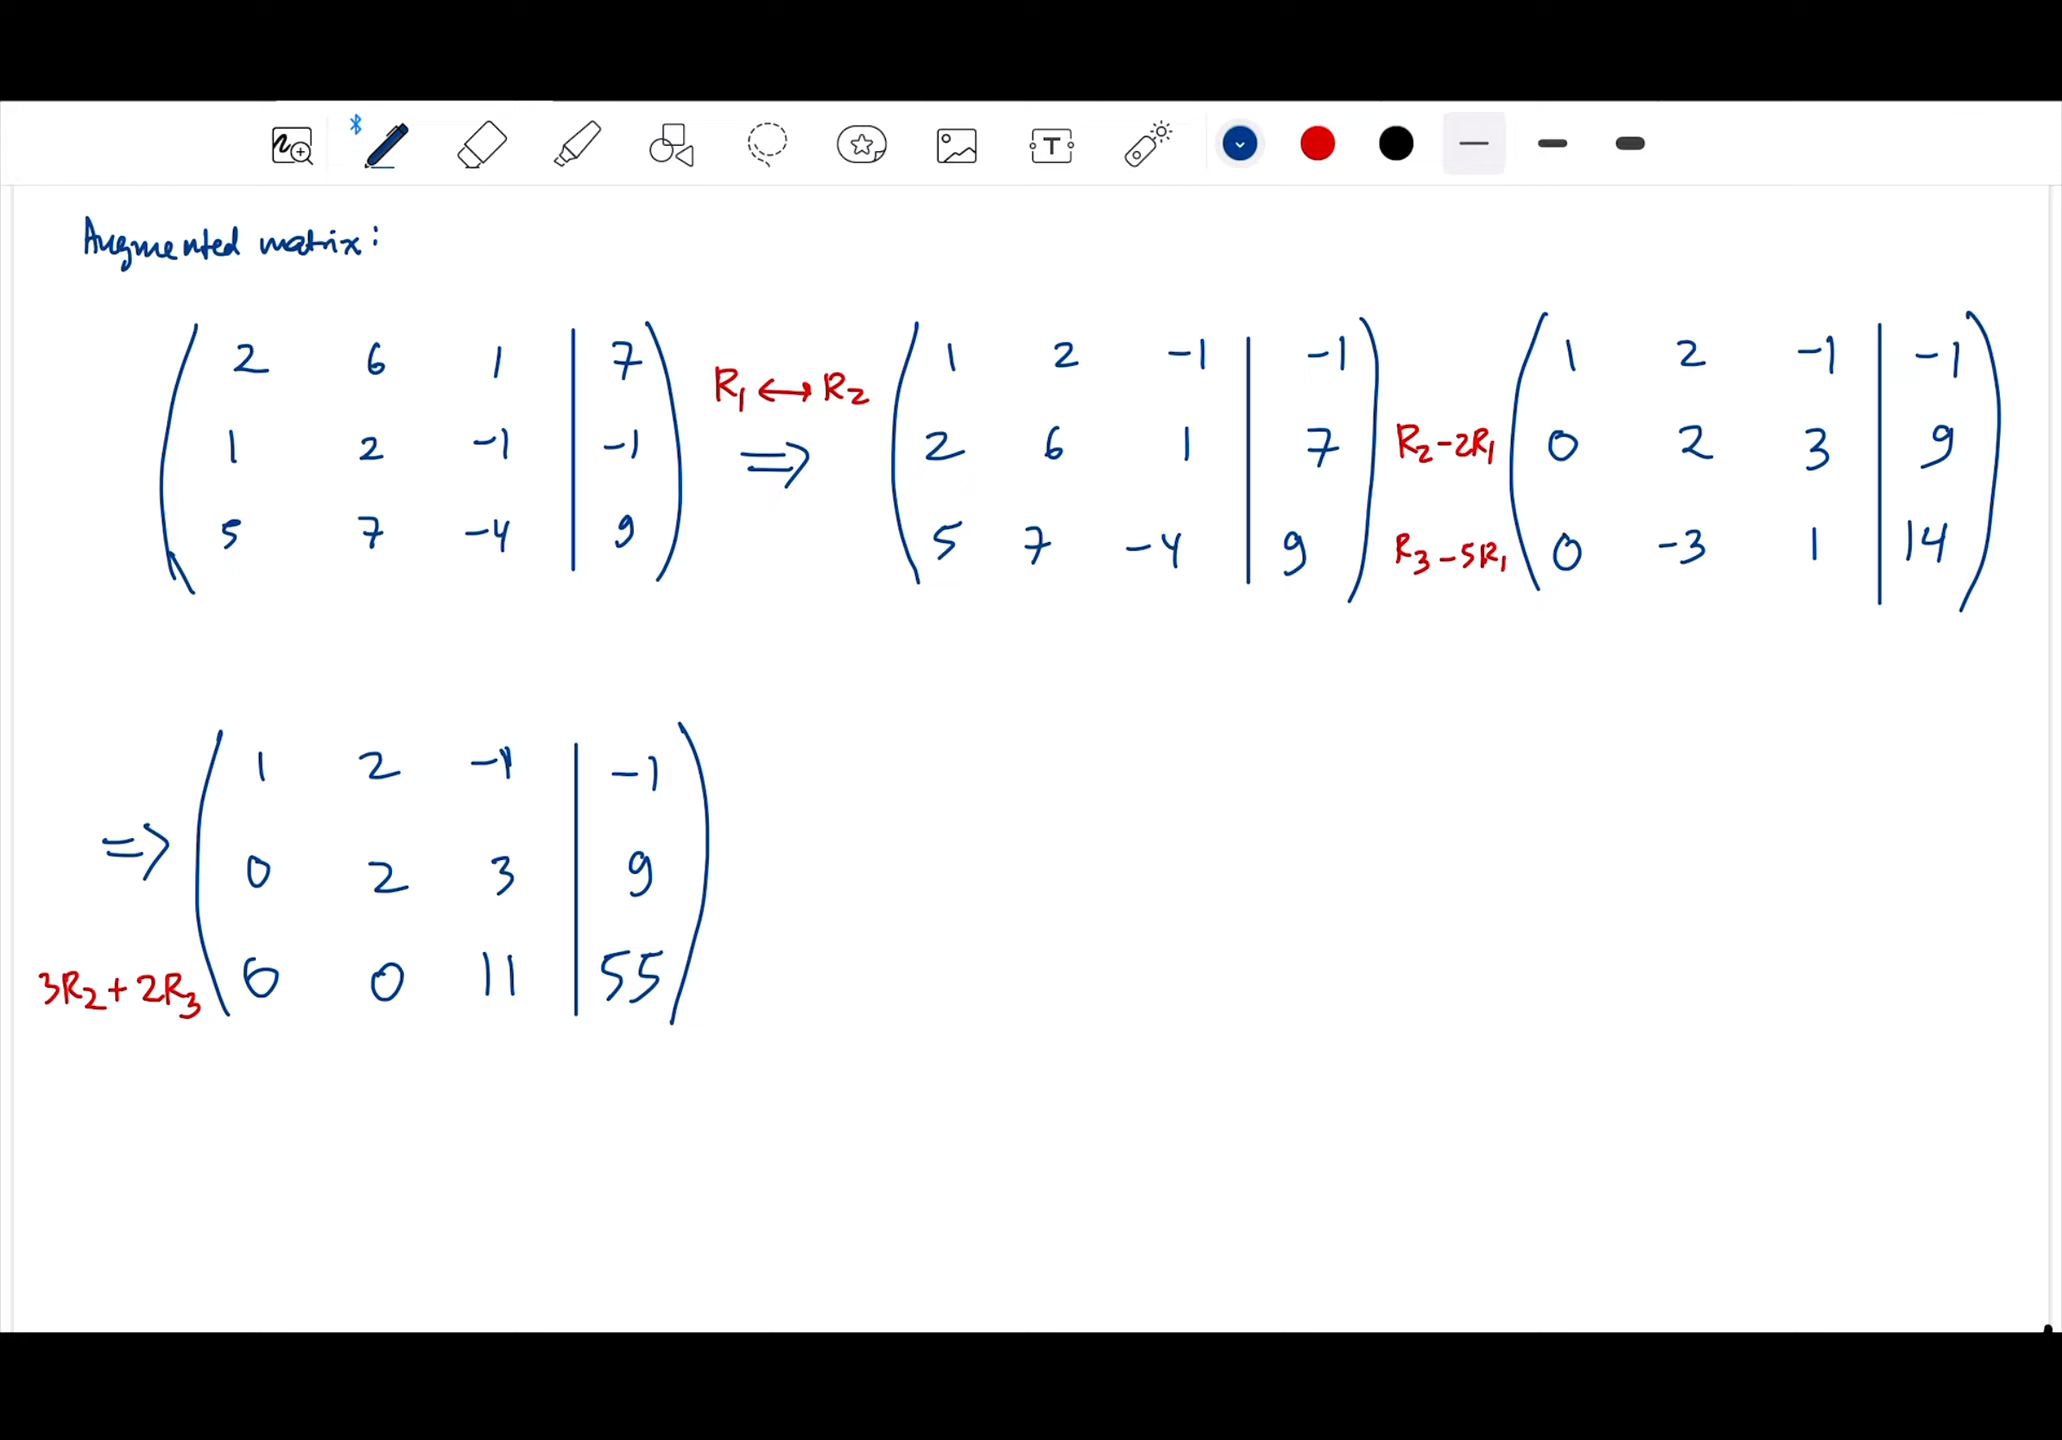 Augmented matrix:
2 6 1 | 7
1 2 -1 | -1
5 7 -4 | 9
R1 ↔ R2
⇒
1 2 -1 | -1
2 6 1 | 7
5 7 -4 | 9
R2 - 2R1
R3 - 5R1
1 2 -1 | -1
0 2 3 | 9
0 -3 1 | 14
⇒
1 2 -1 | -1
0 2 3 | 9
3R2 + 2R3
0 0 11 | 55
T